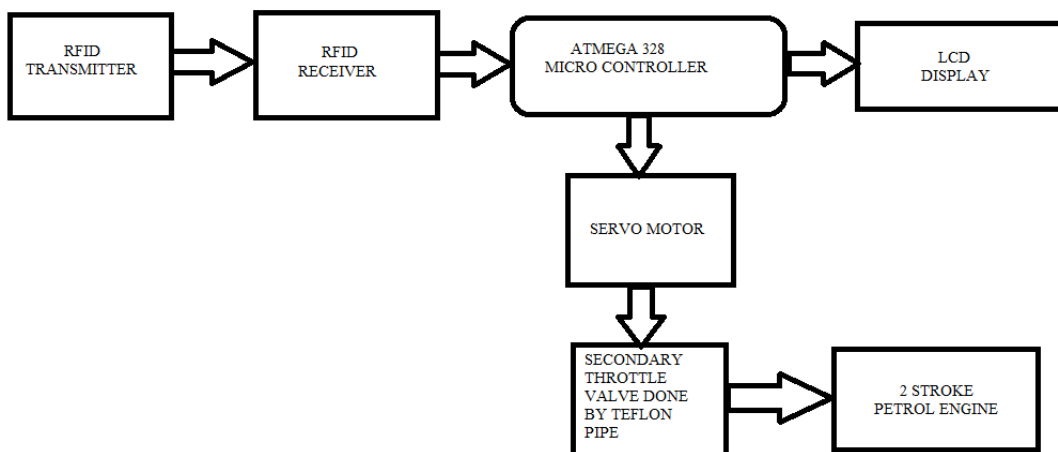 RFID
TRANSMITTER
RFID
RECEIVER
ATMEGA 328
MICRO CONTROLLER
LCD
DISPLAY
SERVO MOTOR
SECONDARY
THROTTLE
VALVE DONE
BY TEFLON
PIPE
2 STROKE
PETROL ENGINE